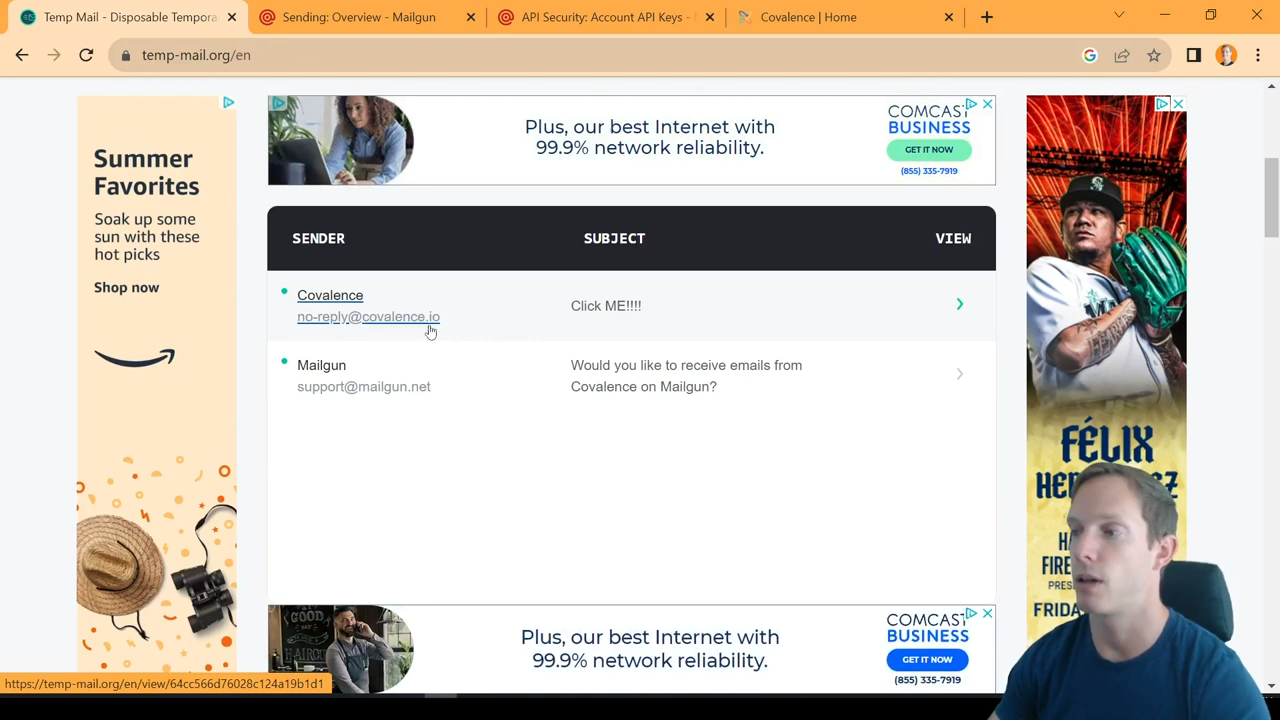 Temp Mail - Disposable Tempora
Sending: Overview - Mailgun
API Security: Account API Keys -
Covalence | Home
temp-mail.org/en
Summer
Favorites
Soak up some
sun with these
hot picks
Shop now
Plus, our best Internet with
99.9% network reliability.
COMCAST
BUSINESS
GET IT NOW
(855) 335-7919
SENDER
SUBJECT
VIEW
Covalence
no-reply@covalence.io
Click ME!!!!
Mailgun
support@mailgun.net
Would you like to receive emails from
Covalence on Mailgun?
FÉLIX
FRIDA
Plus, our best Internet with
99.9% network reliability.
COMCAST
BUSINESS
GET IT NOW
(855) 335-7919
https://temp-mail.org/en/view/64cc566d76028c124a19b1d1